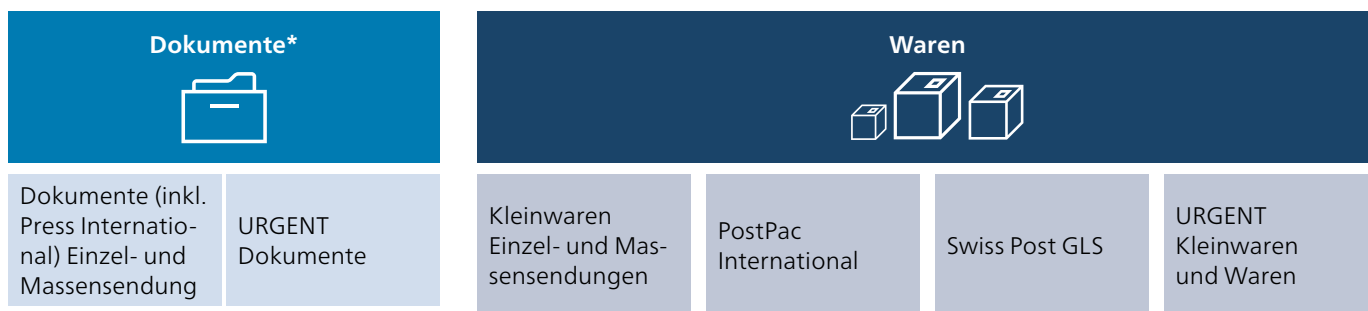 Dokumente*
Waren
Dokumente (inkl.
Press Internatio-
nal) Einzel- und
Massensendung
URGENT
Dokumente
Kleinwaren
Einzel- und Mas-
sensendungen
PostPac
International
Swiss Post GLS
URGENT
Kleinwaren
und Waren